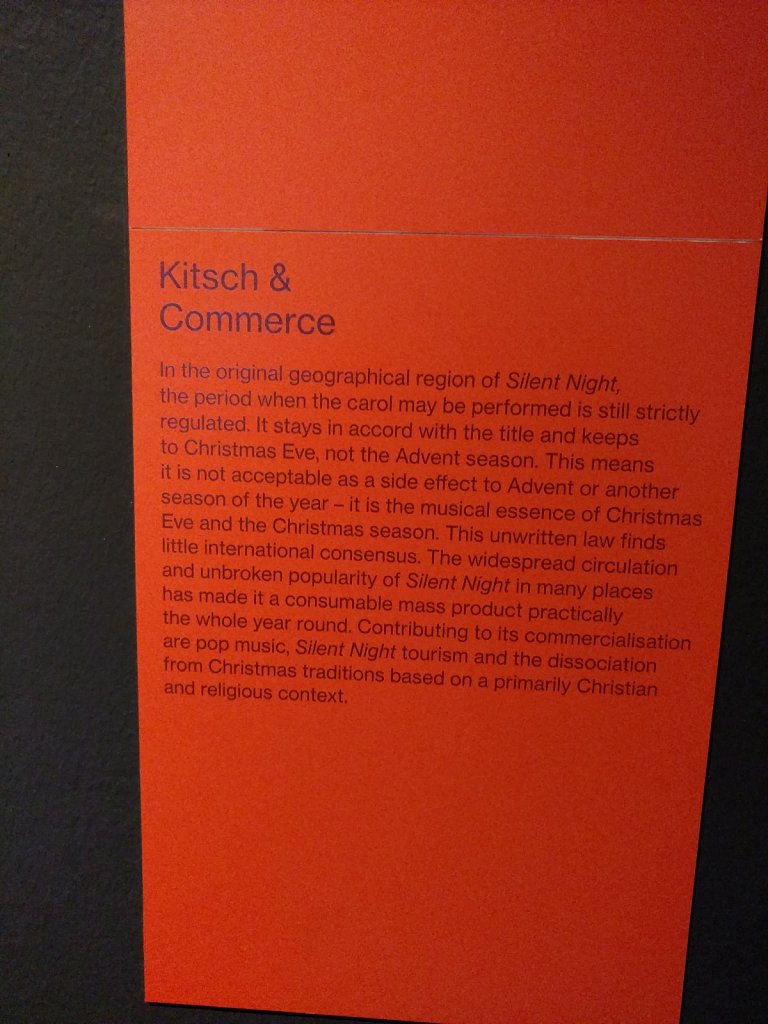 Kitsch &
Commerce
In the original geographical region of Silent Night,
the period when the carol may be performed is still strictly
regulated. It stays in accord with the title and keeps
to Christmas Eve, not the Advent season. This means
it is not acceptable as a side effect to Advent or another
season of the year – it is the musical essence of Christmas
Eve and the Christmas season. This unwritten law finds
little international consensus. The widespread circulation
and unbroken popularity of Silent Night in many places
has made it a consumable mass product practically
the whole year round. Contributing to its commercialisation
are pop music, Silent Night tourism and the dissociation
from Christmas traditions based on a primarily Christian
and religious context.